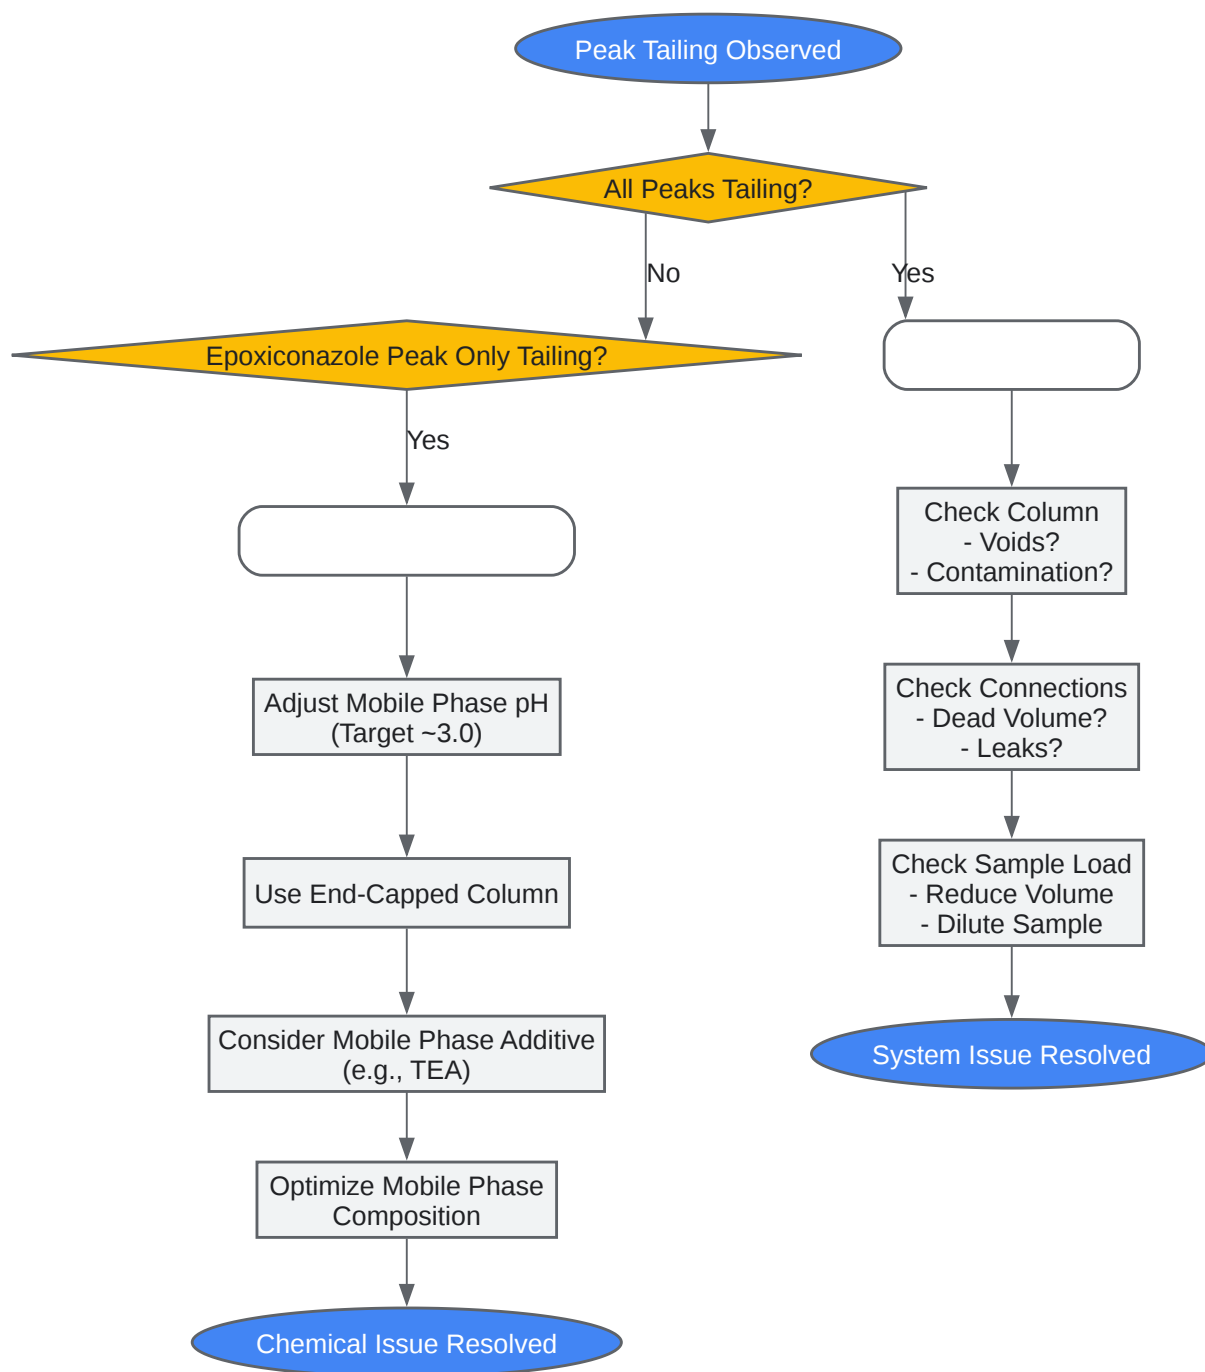 Peak Tailing Observed
All Peaks Tailing?
No
Yes
Epoxiconazole Peak Only Tailing?
Yes
Check Column
- Voids?
- Contamination?
Adjust Mobile Phase pH
(Target ~3.0)
Check Connections
- Dead Volume?
- Leaks?
Use End-Capped Column
Check Sample Load
- Reduce Volume
- Dilute Sample
Consider Mobile Phase Additive
(e.g., TEA)
System Issue Resolved
Optimize Mobile Phase
Composition
Chemical Issue Resolved